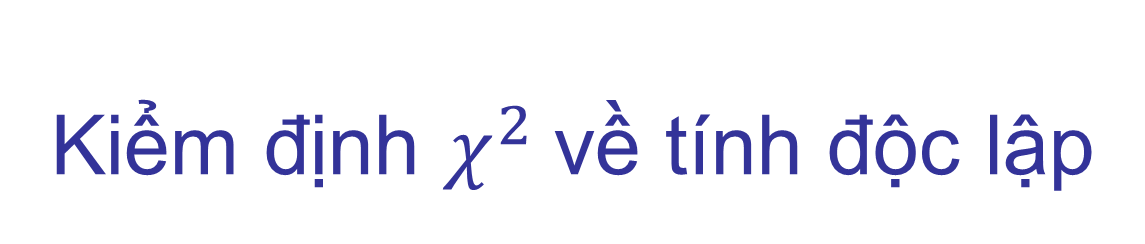 Kiểm định 𝜒² về tính độc lập